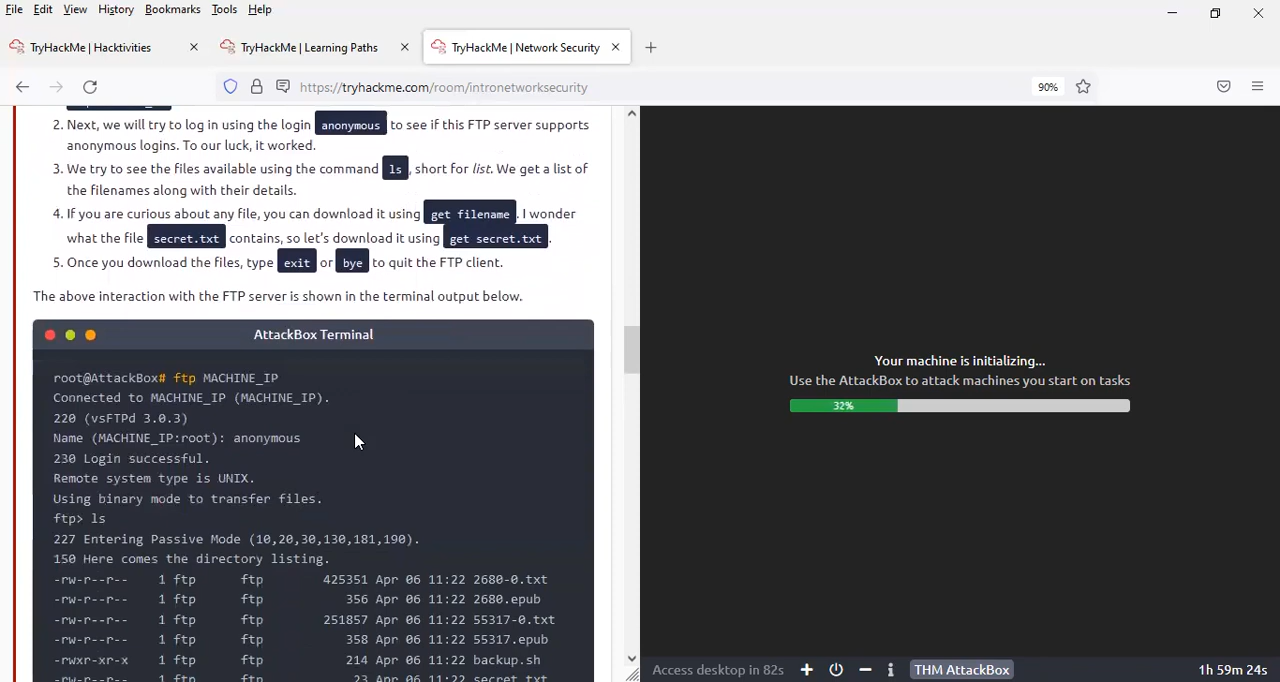 File Edit View History Bookmarks Tools Help
TryHackMe | Hacktivities
TryHackMe | Learning Paths
TryHackMe | Network Security
https://tryhackme.com/room/intronetworksecurity
90%
2. Next, we will try to log in using the login anonymous to see if this FTP server supports
anonymous logins. To our luck, it worked.
3. We try to see the files available using the command ls, short for list. We get a list of
the filenames along with their details.
4. If you are curious about any file, you can download it using get filename. I wonder
what the file secret.txt contains, so let's download it using get secret.txt.
5. Once you download the files, type exit or bye to quit the FTP client.
The above interaction with the FTP server is shown in the terminal output below.
AttackBox Terminal
root@AttackBox# ftp MACHINE_IP
Connected to MACHINE_IP (MACHINE_IP).
220 (vsFTPd 3.0.3)
Name (MACHINE_IP:root): anonymous
230 Login successful.
Remote system type is UNIX.
Using binary mode to transfer files.
ftp> ls
227 Entering Passive Mode (10,20,30,130,181,190).
150 Here comes the directory listing.
-rw-r--r-- 1 ftp ftp 425351 Apr 06 11:22 2680-0.txt
-rw-r--r-- 1 ftp ftp 356 Apr 06 11:22 2680.epub
-rw-r--r-- 1 ftp ftp 251857 Apr 06 11:22 55317-0.txt
-rw-r--r-- 1 ftp ftp 358 Apr 06 11:22 55317.epub
-rwxr-xr-x 1 ftp ftp 214 Apr 06 11:22 backup.sh
-rw-r--r-- 1 ftp ftp 23 Apr 06 11:22 secret.txt
Your machine is initializing...
Use the AttackBox to attack machines you start on tasks
32%
Access desktop in 82s
THM AttackBox
1h 59m 24s